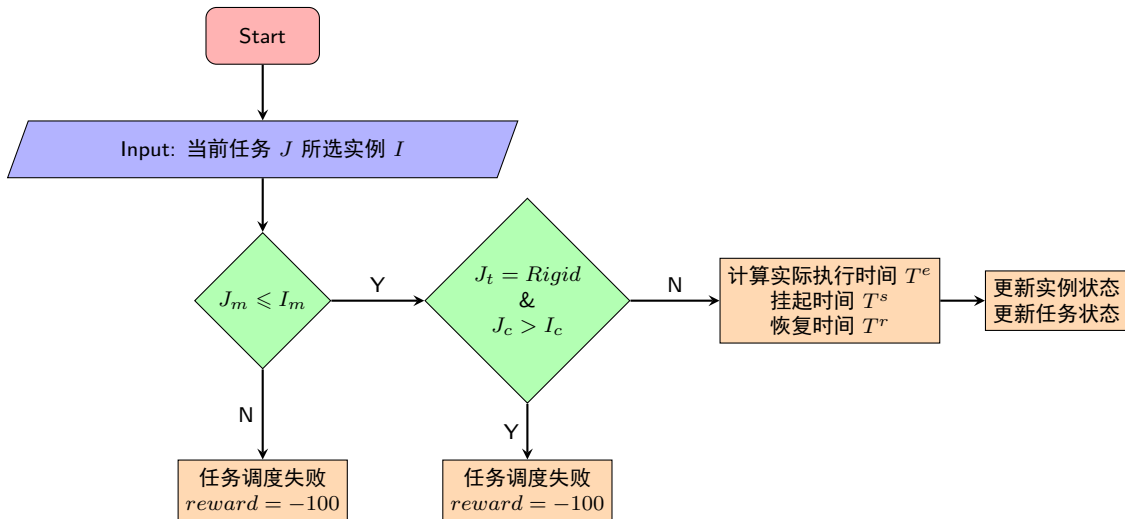 Start
Input: 当前任务 J 所选实例 I
J_m ⩽ I_m
Y
J_t = Rigid
&
J_c > I_c
N
计算实际执行时间 T^e
挂起时间 T^s
恢复时间 T^r
更新实例状态
更新任务状态
N
Y
任务调度失败
reward = −100
任务调度失败
reward = −100